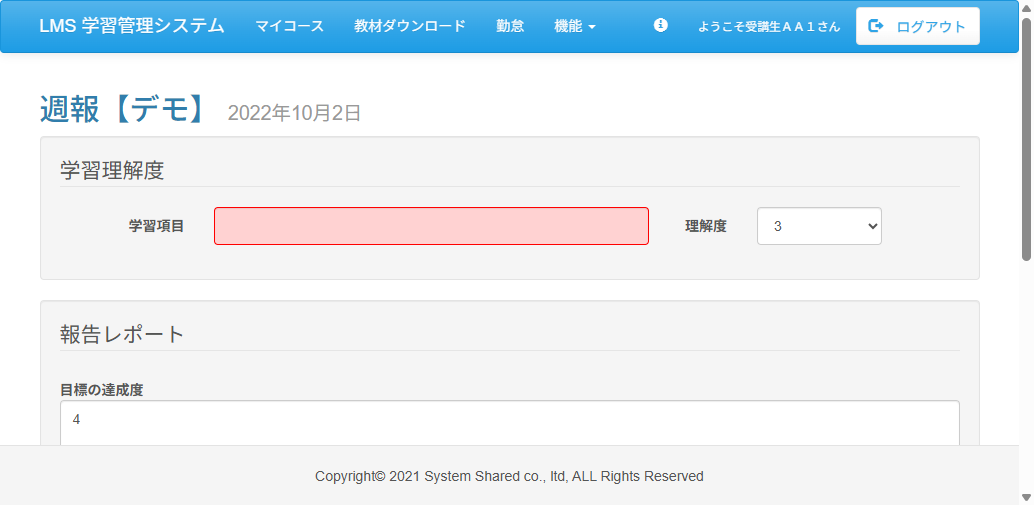 LMS 学習管理システム マイコース 教材ダウンロード 勤怠 機能 ようこそ受講生ＡＡ１さん ログアウト
週報【デモ】 2022年10月2日
学習理解度
学習項目 理解度 3
報告レポート
目標の達成度
4
Copyright© 2021 System Shared co., ltd, ALL Rights Reserved